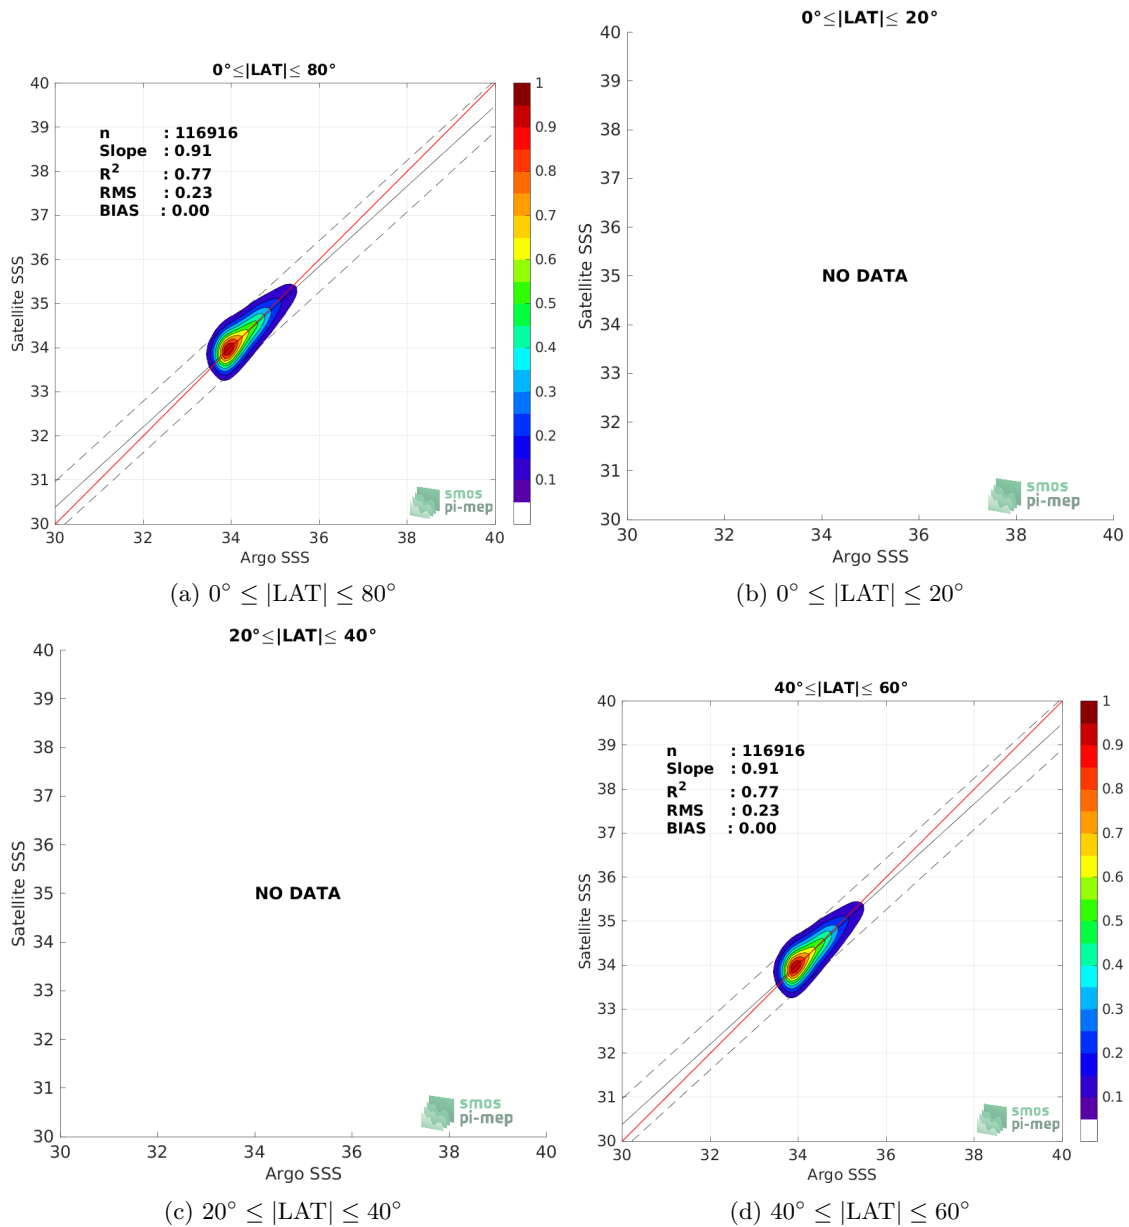 0°≤|LAT|≤ 80°
40
39
38
37
36
35
34
33
32
31
30
Satellite SSS
n : 116916
Slope : 0.91
R2 : 0.77
RMS : 0.23
BIAS : 0.00
smos
pi-mep
30 32 34 36 38 40
Argo SSS
1
0.9
0.8
0.7
0.6
0.5
0.4
0.3
0.2
0.1
(a) 0° ≤ |LAT| ≤ 80°
0°≤|LAT|≤ 20°
40
39
38
37
36
35
34
33
32
31
30
Satellite SSS
NO DATA
smos
pi-mep
30 32 34 36 38 40
Argo SSS
(b) 0° ≤ |LAT| ≤ 20°
20°≤|LAT|≤ 40°
40
39
38
37
36
35
34
33
32
31
30
Satellite SSS
NO DATA
smos
pi-mep
30 32 34 36 38 40
Argo SSS
(c) 20° ≤ |LAT| ≤ 40°
40°≤|LAT|≤ 60°
40
39
38
37
36
35
34
33
32
31
30
Satellite SSS
n : 116916
Slope : 0.91
R2 : 0.77
RMS : 0.23
BIAS : 0.00
smos
pi-mep
30 32 34 36 38 40
Argo SSS
1
0.9
0.8
0.7
0.6
0.5
0.4
0.3
0.2
0.1
(d) 40° ≤ |LAT| ≤ 60°